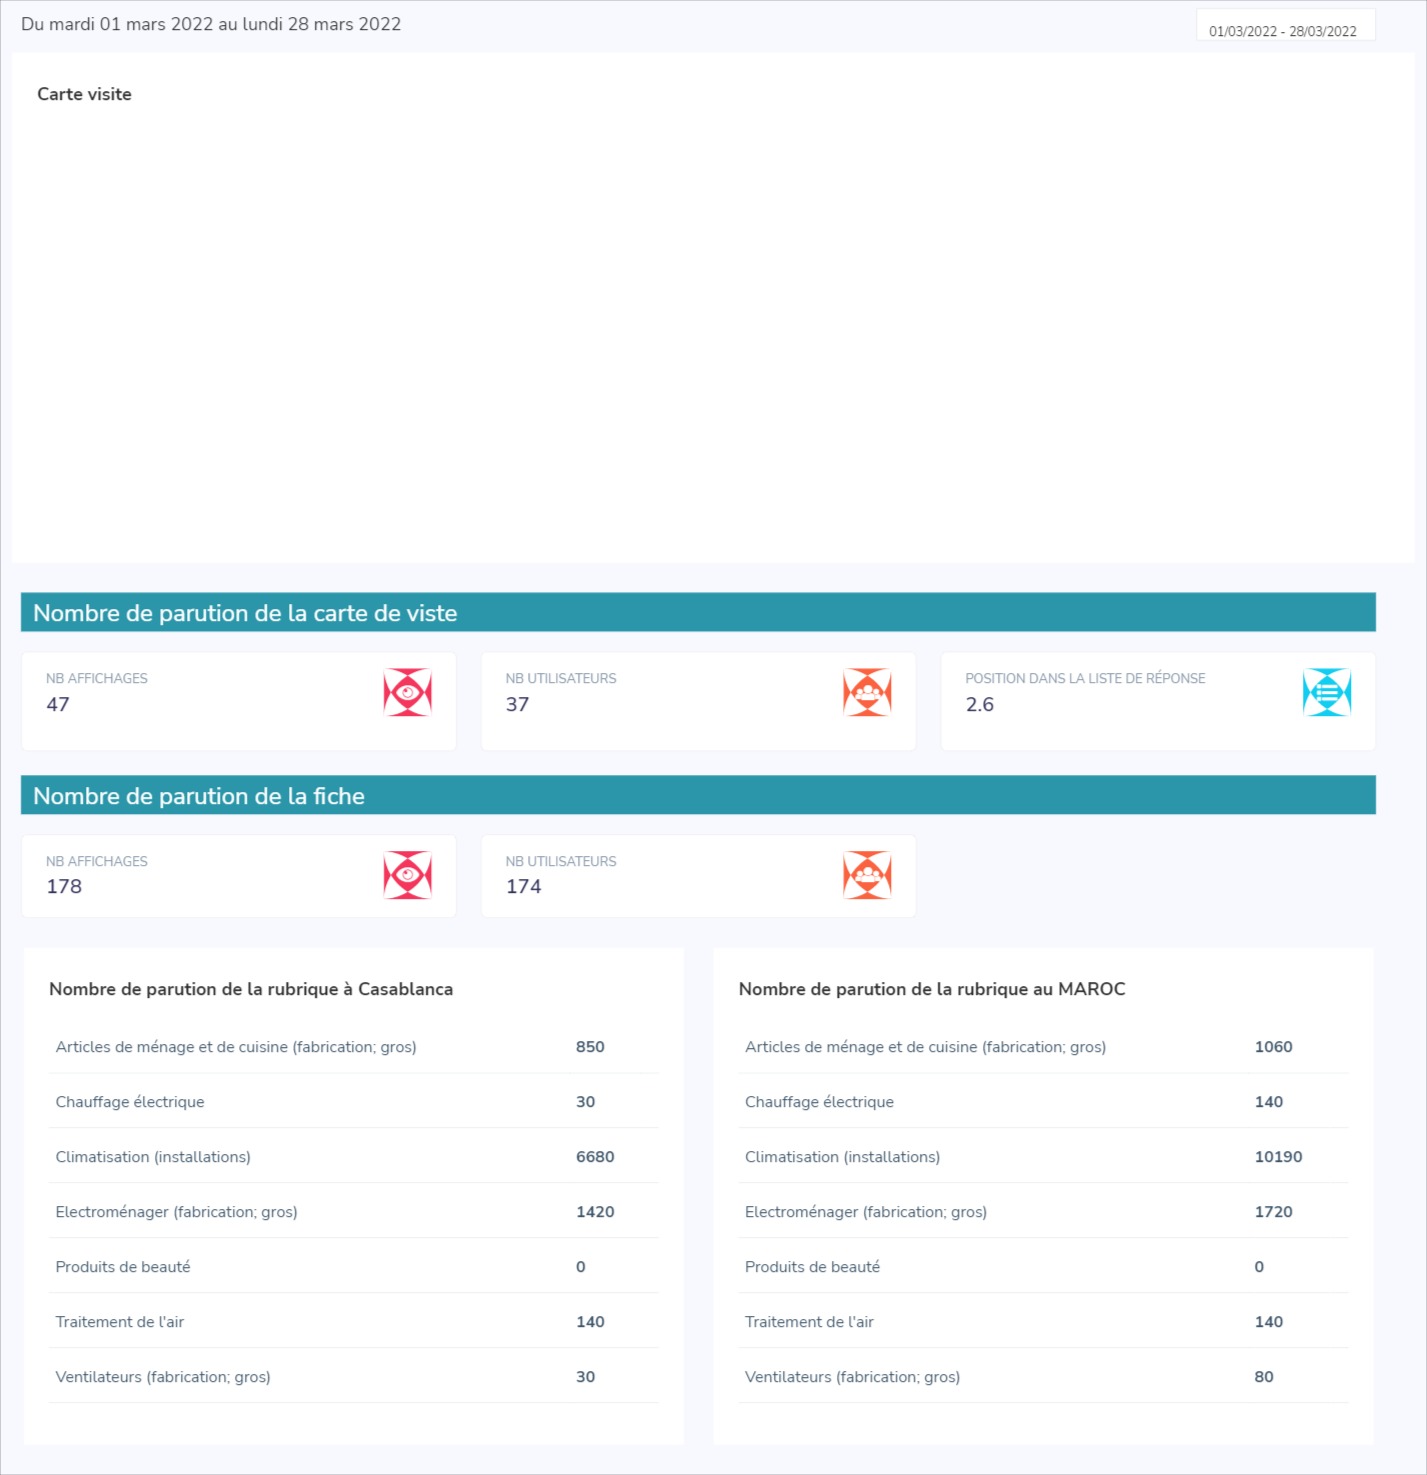 Du mardi 01 mars 2022 au lundi 28 mars 2022
01/03/2022 - 28/03/2022
Carte visite
Nombre de parution de la carte de viste
NB AFFICHAGES
47
NB UTILISATEURS
37
POSITION DANS LA LISTE DE RÉPONSE
2.6
Nombre de parution de la fiche
NB AFFICHAGES
178
NB UTILISATEURS
174
Nombre de parution de la rubrique à Casablanca
Articles de ménage et de cuisine (fabrication; gros) 850
Chauffage électrique 30
Climatisation (installations) 6680
Electroménager (fabrication; gros) 1420
Produits de beauté 0
Traitement de l'air 140
Ventilateurs (fabrication; gros) 30
Nombre de parution de la rubrique au MAROC
Articles de ménage et de cuisine (fabrication; gros) 1060
Chauffage électrique 140
Climatisation (installations) 10190
Electroménager (fabrication; gros) 1720
Produits de beauté 0
Traitement de l'air 140
Ventilateurs (fabrication; gros) 80